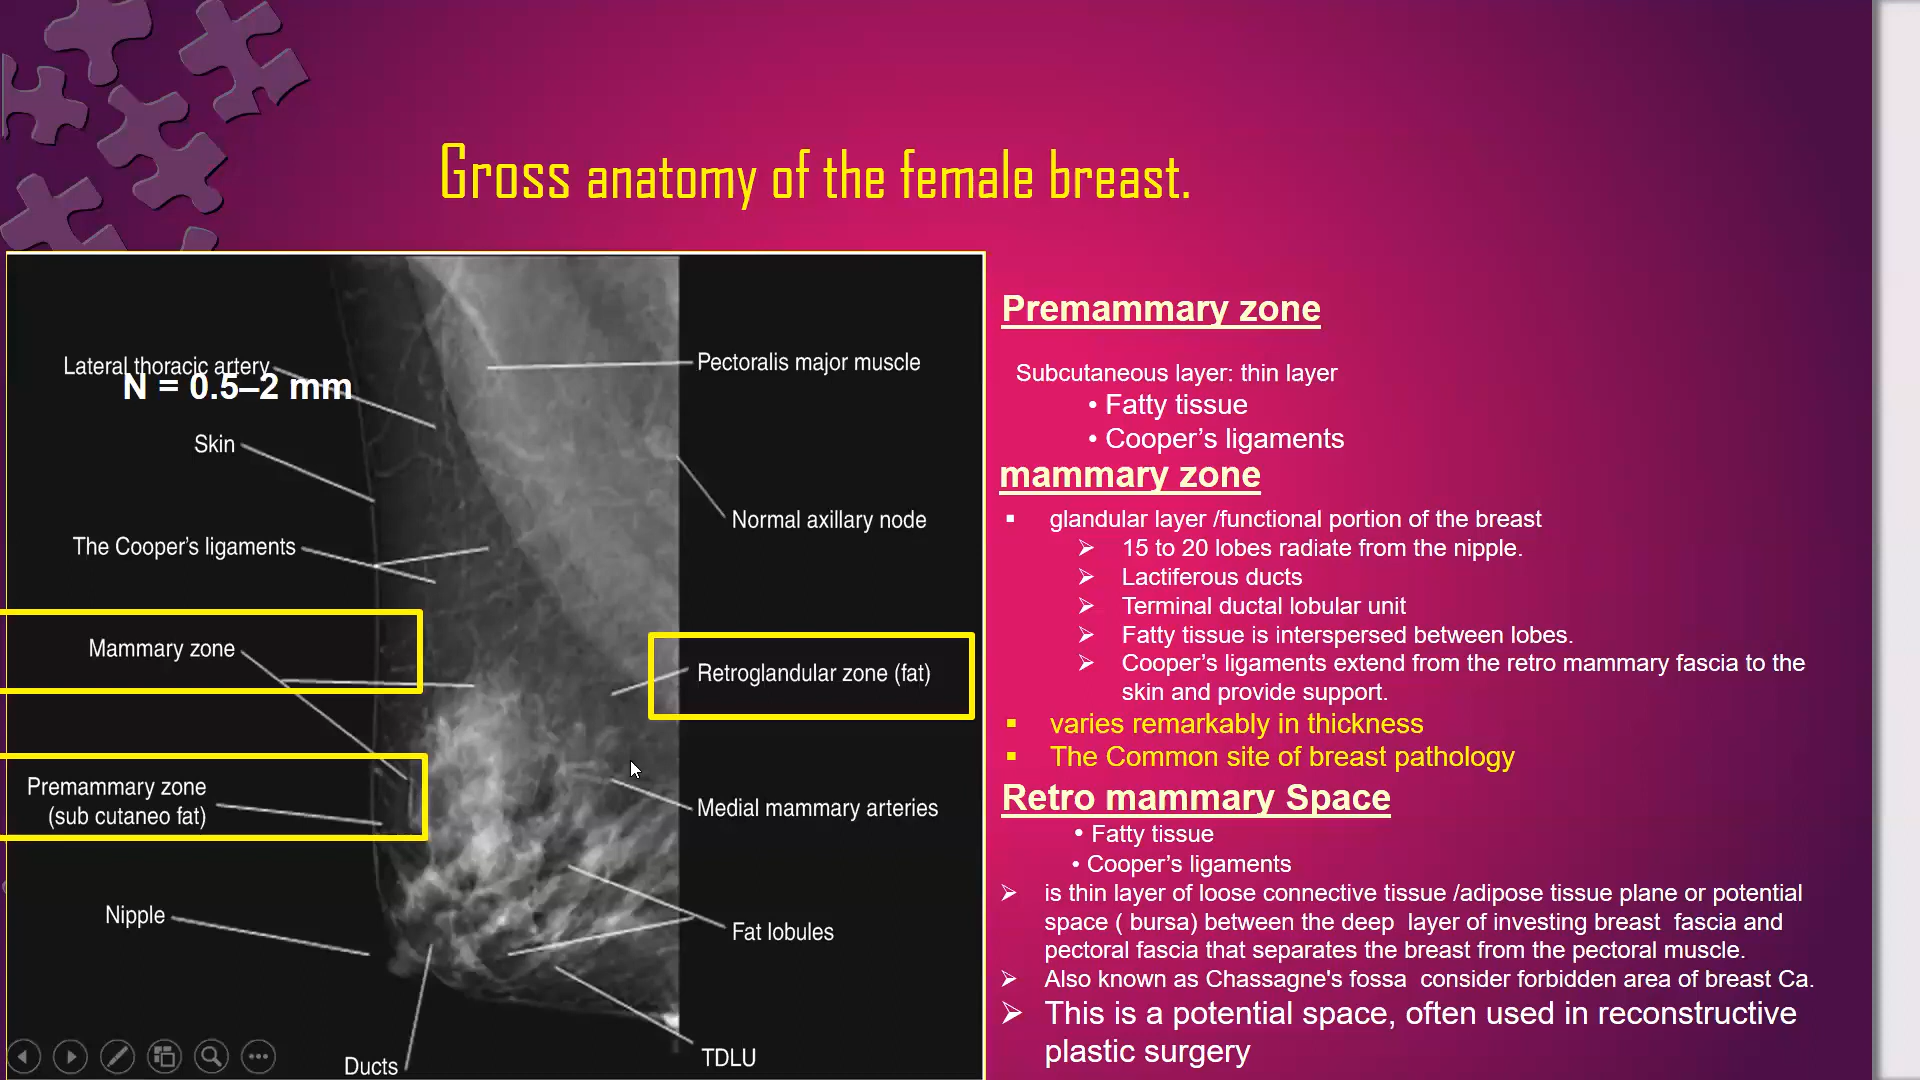 Gross anatomy of the female breast.
Lateral thoracic artery
N = 0.5–2 mm
Skin
The Cooper’s ligaments
Mammary zone
Premammary zone
(sub cutaneo fat)
Nipple
Ducts
Pectoralis major muscle
Normal axillary node
Retroglandular zone (fat)
Medial mammary arteries
Fat lobules
TDLU
Premammary zone
Subcutaneous layer: thin layer
• Fatty tissue
• Cooper’s ligaments
mammary zone
▪ glandular layer /functional portion of the breast
➢ 15 to 20 lobes radiate from the nipple.
➢ Lactiferous ducts
➢ Terminal ductal lobular unit
➢ Fatty tissue is interspersed between lobes.
➢ Cooper’s ligaments extend from the retro mammary fascia to the
skin and provide support.
▪ varies remarkably in thickness
▪ The Common site of breast pathology
Retro mammary Space
• Fatty tissue
• Cooper’s ligaments
➢ is thin layer of loose connective tissue /adipose tissue plane or potential
space ( bursa) between the deep layer of investing breast fascia and
pectoral fascia that separates the breast from the pectoral muscle.
➢ Also known as Chassagne's fossa consider forbidden area of breast Ca.
➢ This is a potential space, often used in reconstructive
plastic surgery